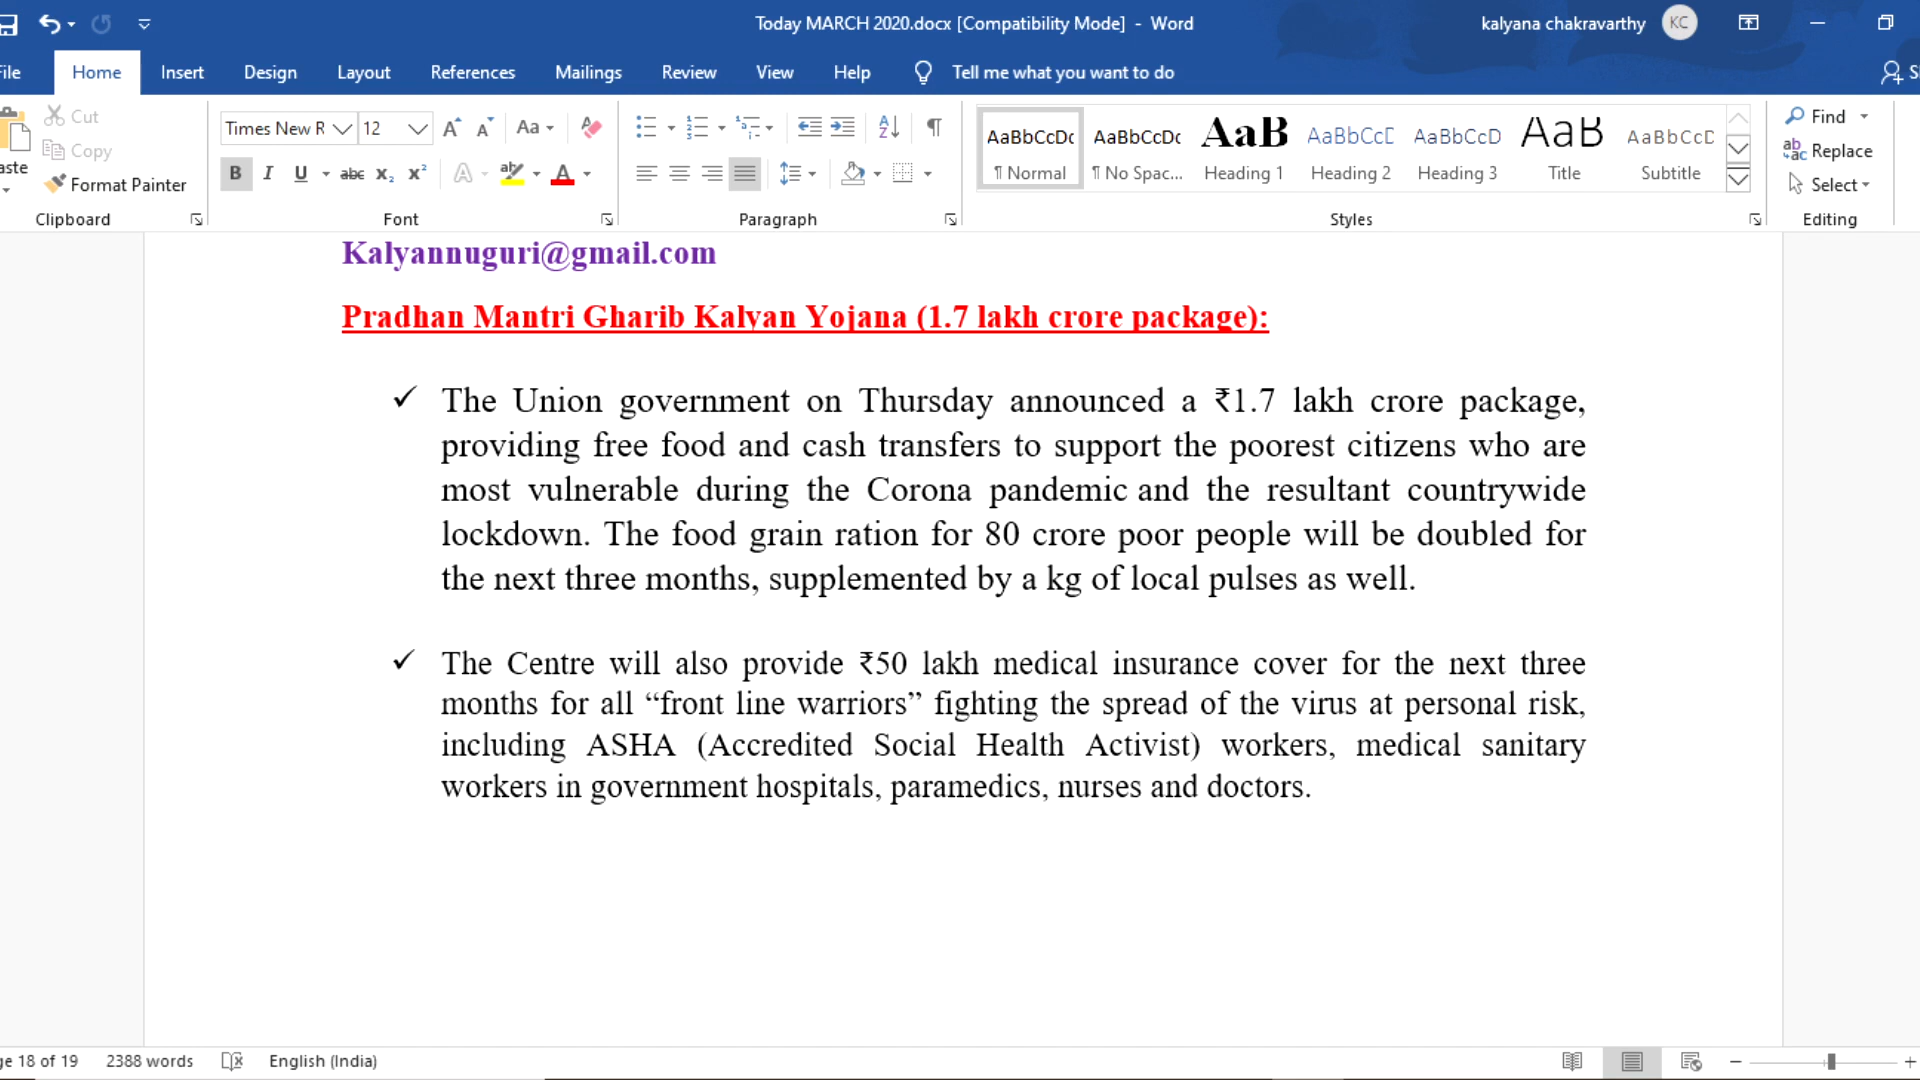 Today MARCH 2020.docx [Compatibility Mode] - Word
kalyana chakravarthy KC
Home Insert Design Layout References Mailings Review View Help Tell me what you want to do
Cut
Copy
Format Painter
Clipboard
Times New R 12 Aa
B I U abc X₂ X² A aby A
Font
Paragraph
AaBbCcDc AaBbCcDc AaB AaBbCcD AaBbCcD AaB AaBbCcD
¶ Normal ¶ No Spac... Heading 1 Heading 2 Heading 3 Title Subtitle
Styles
Find
Replace
Select
Editing
Kalyannuguri@gmail.com
Pradhan Mantri Gharib Kalyan Yojana (1.7 lakh crore package):
✓ The Union government on Thursday announced a ₹1.7 lakh crore package,
providing free food and cash transfers to support the poorest citizens who are
most vulnerable during the Corona pandemic and the resultant countrywide
lockdown. The food grain ration for 80 crore poor people will be doubled for
the next three months, supplemented by a kg of local pulses as well.
✓ The Centre will also provide ₹50 lakh medical insurance cover for the next three
months for all “front line warriors” fighting the spread of the virus at personal risk,
including ASHA (Accredited Social Health Activist) workers, medical sanitary
workers in government hospitals, paramedics, nurses and doctors.
18 of 19 2388 words English (India)